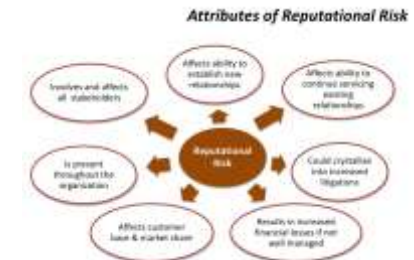 Attributes of Reputational Risk
Affects ability to
establish new
relationships
Affects ability to
continue servicing
existing
relationships
Involves and affects
all stakeholders
Reputational
Risk
Is present
throughout the
organisation
Could crystallise
into increased
litigations
Affects customer
base & market share
Results in increased
financial losses if not
well managed